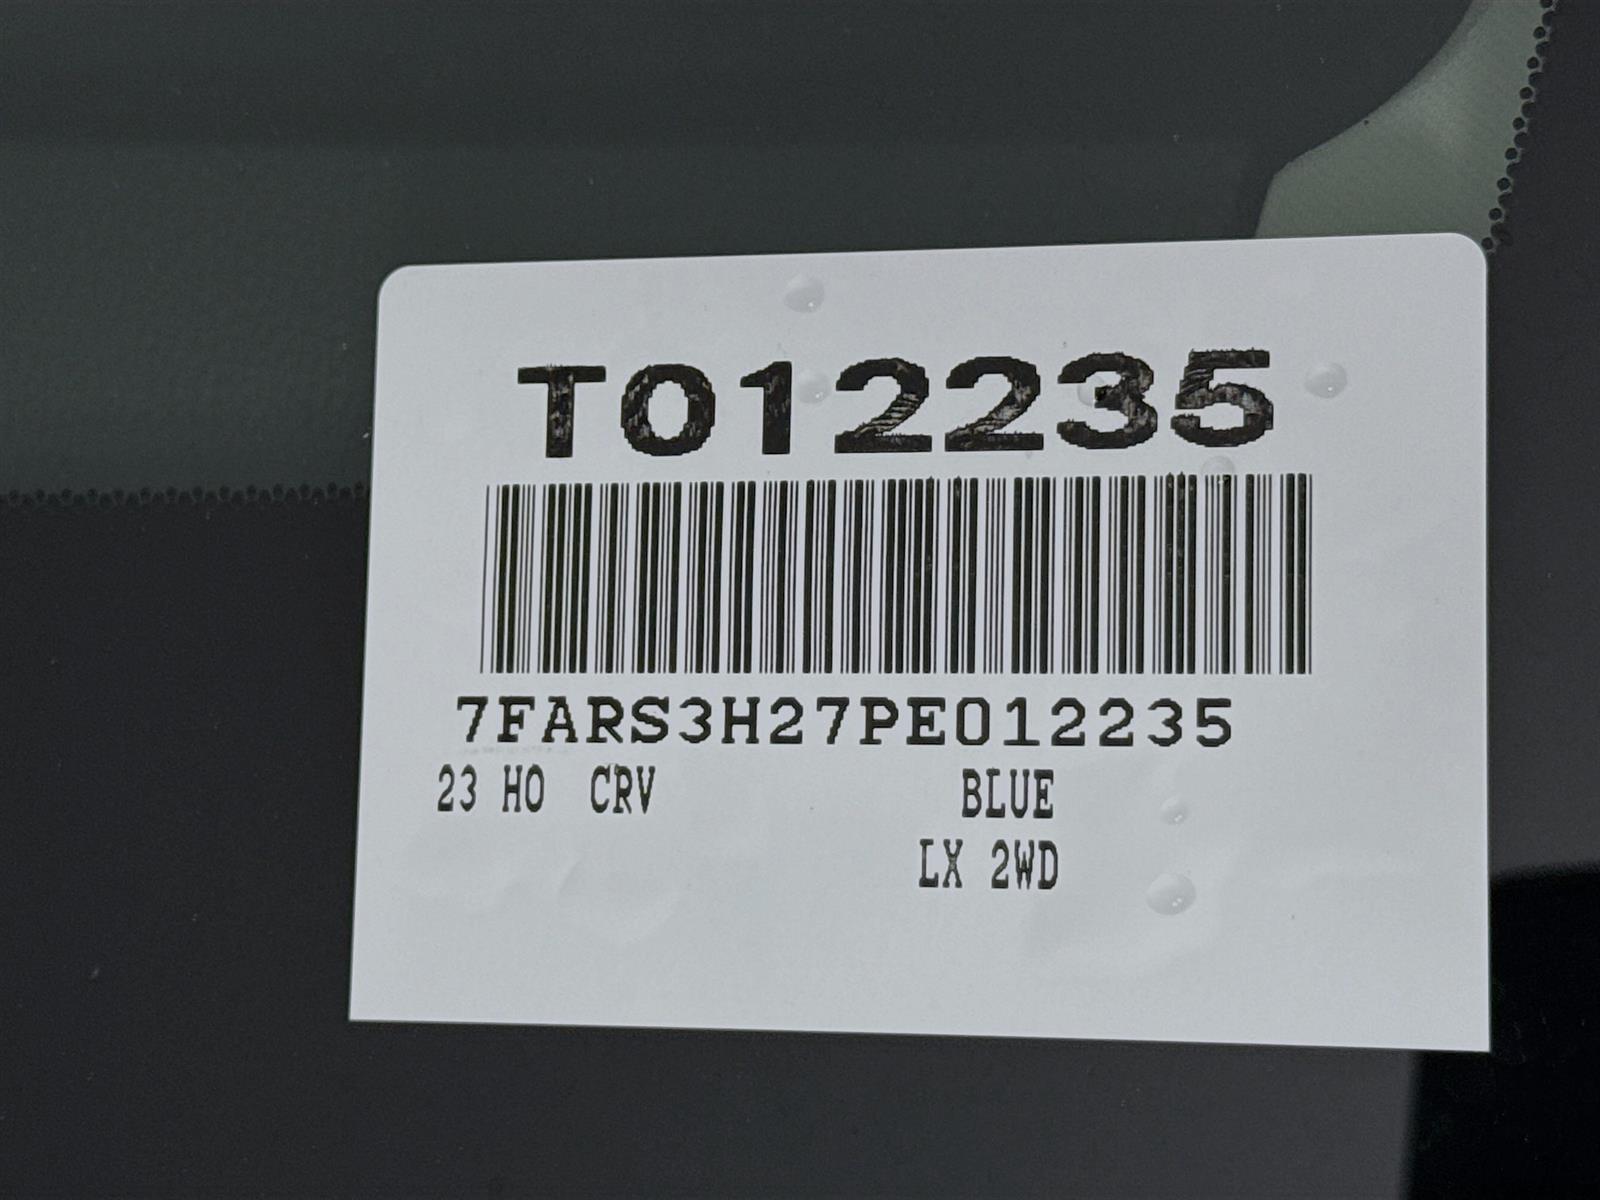 T012235
7FARS3H27PE012235
23 HO CRV BLUE
LX 2WD